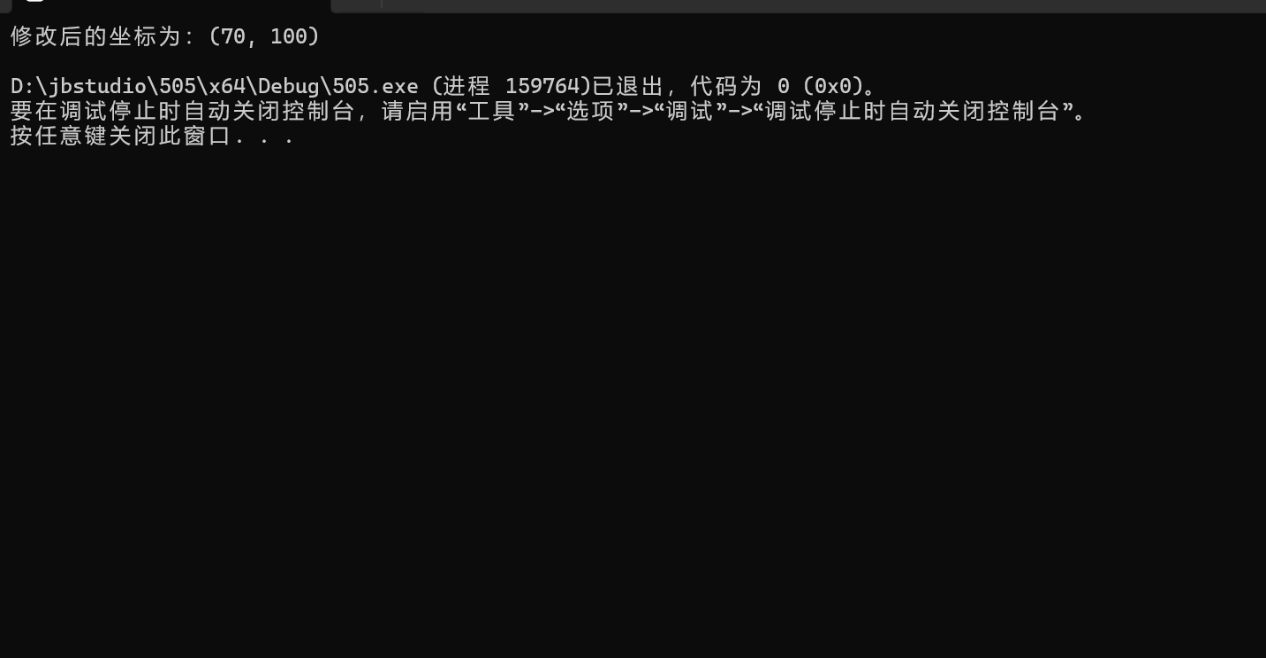 修改后的坐标为：(70, 100)
D:\jbstudio\505\x64\Debug\505.exe (进程 159764)已退出，代码为 0 (0x0)。
要在调试停止时自动关闭控制台，请启用“工具”->“选项”->“调试”->“调试停止时自动关闭控制台”。
按任意键关闭此窗口. . .